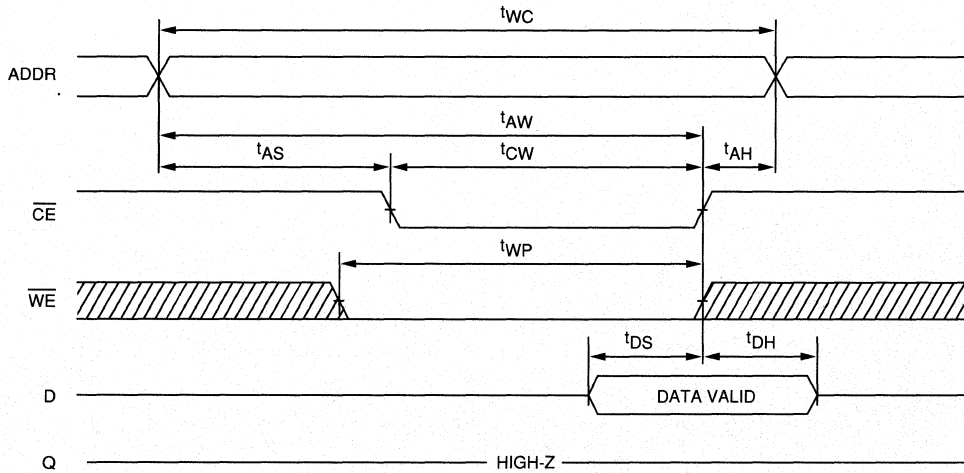 tWC
ADDR
tAW
tAS tCW tAH
CE
tWP
WE
tDS tDH
D DATA VALID
Q HIGH-Z